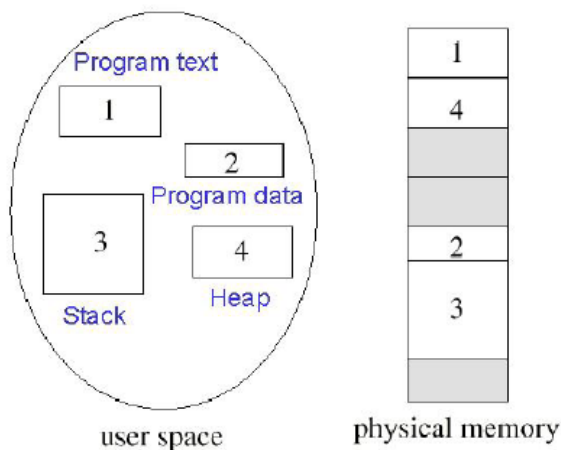 Program text
1
2
Program data
3
4
Stack
Heap
user space
1
4
2
3
physical memory